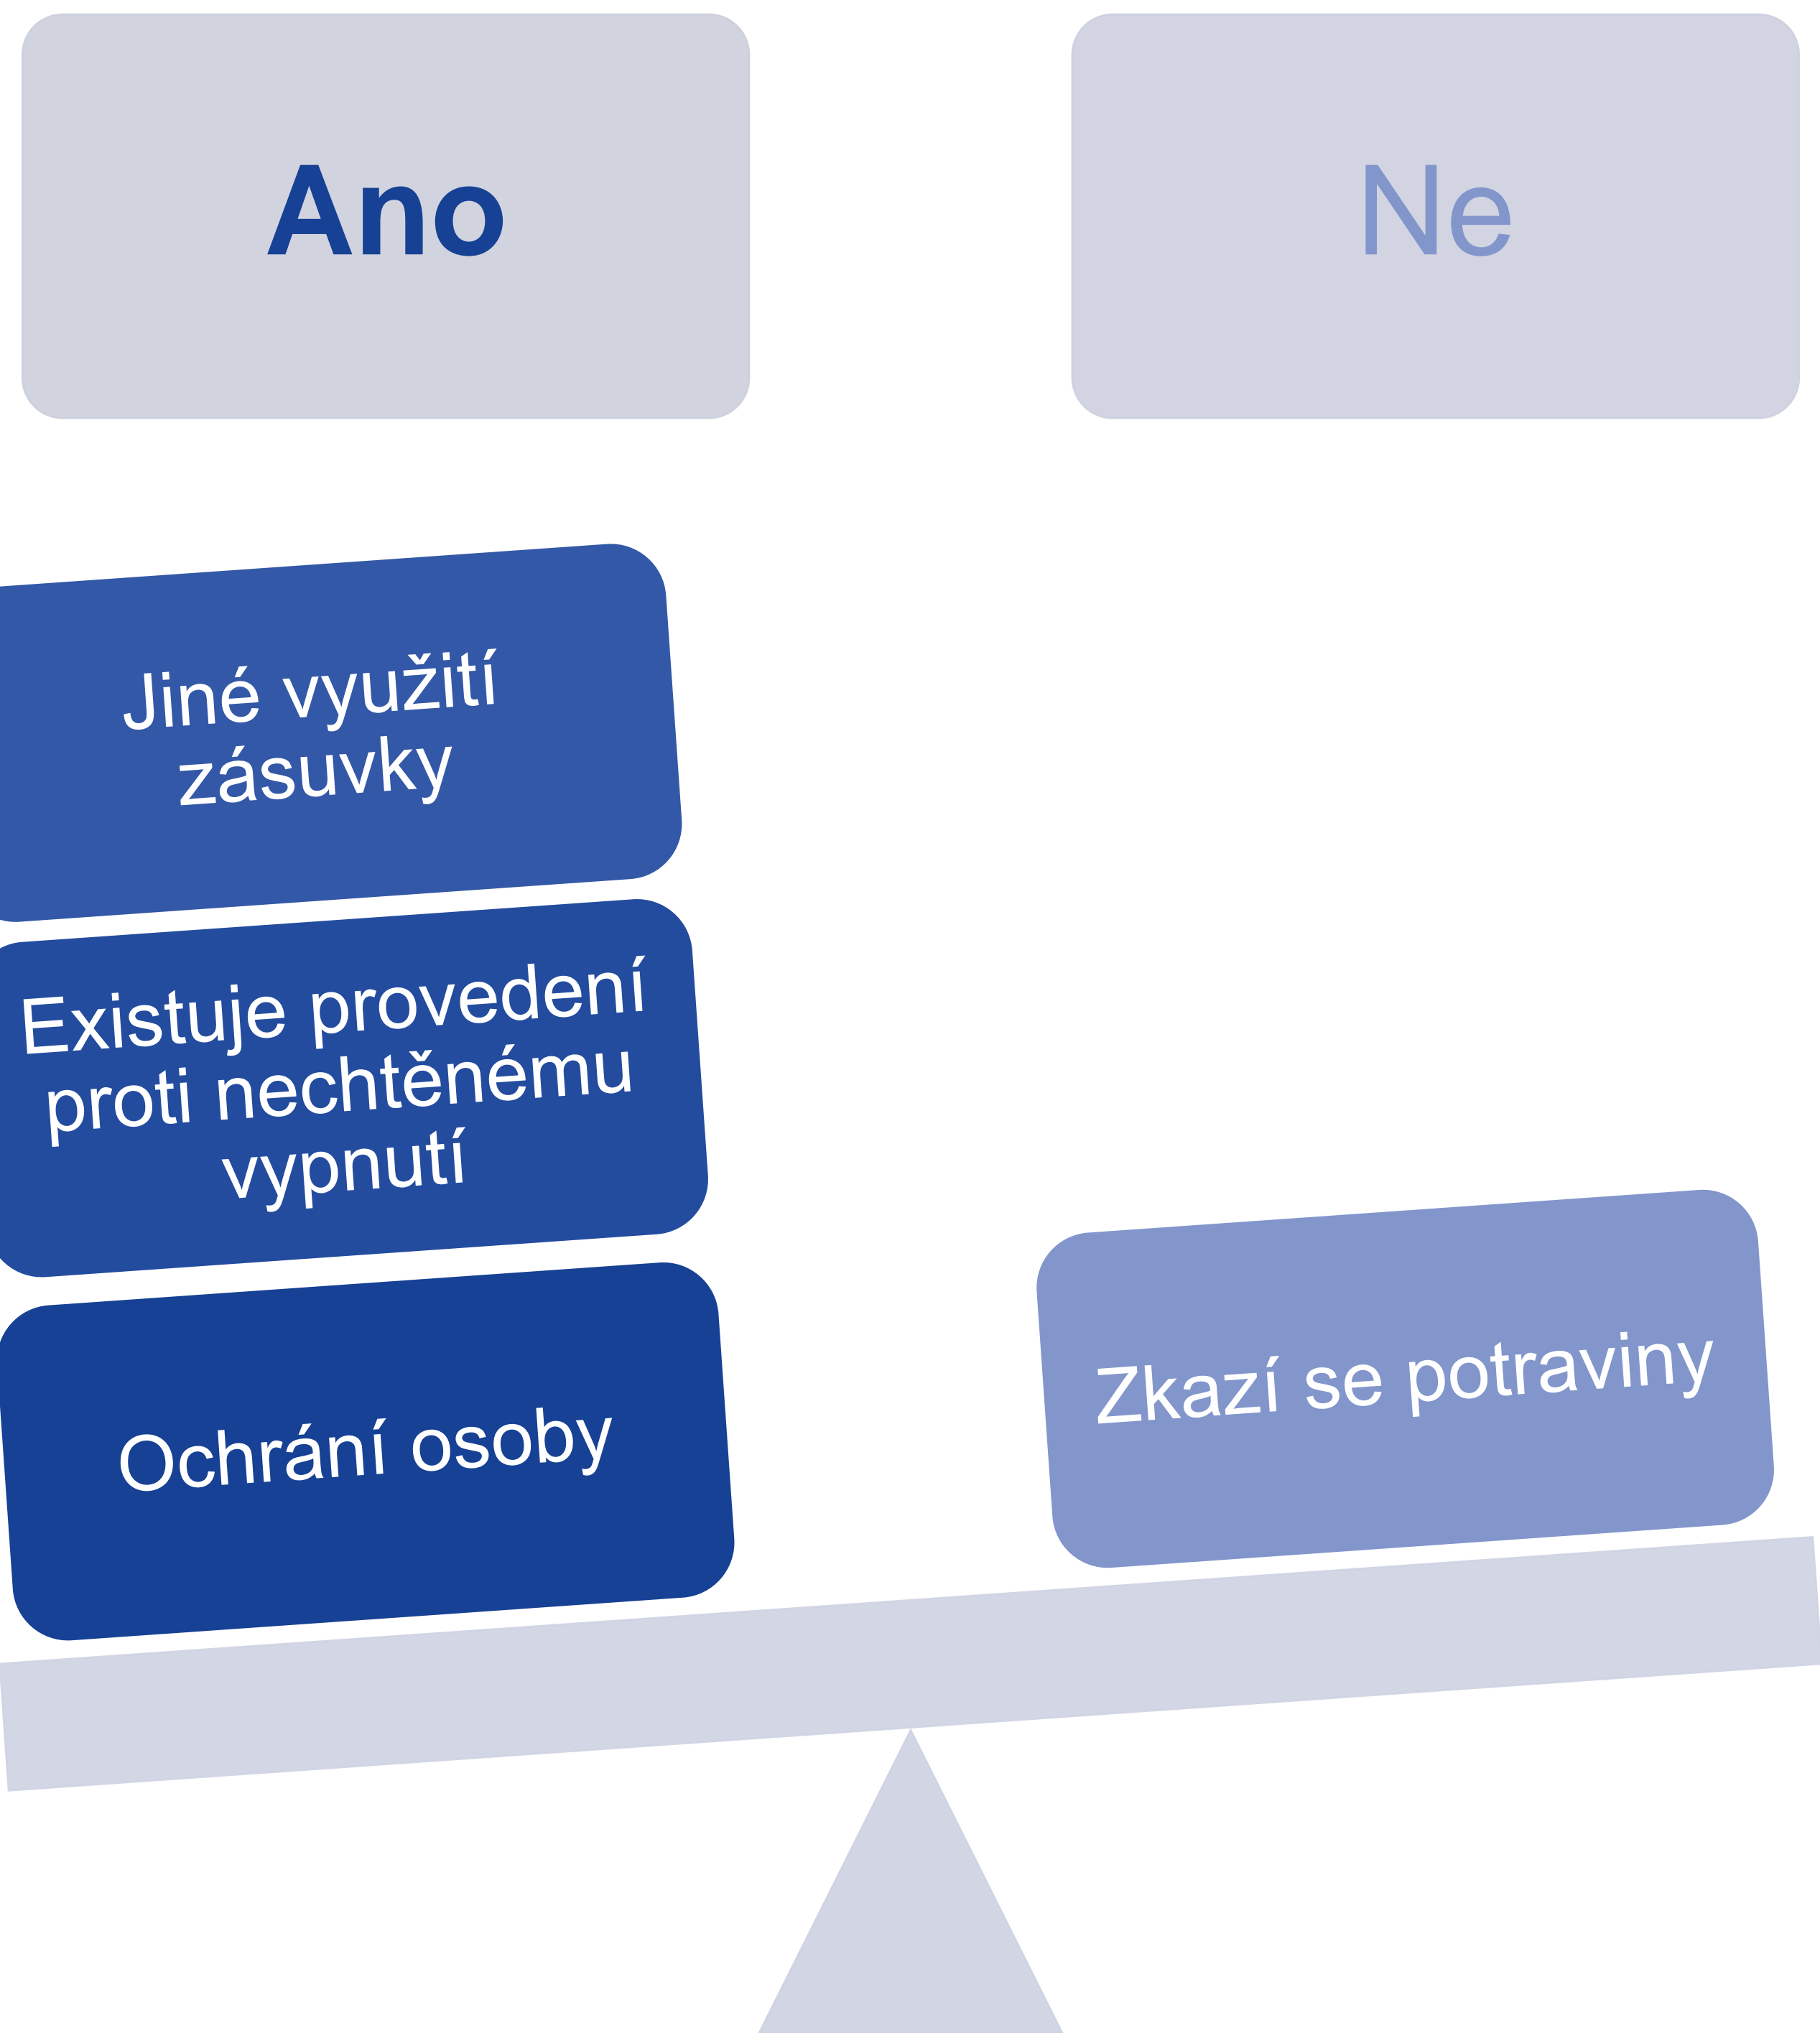 Ano
Ne
Jiné využití
zásuvky
Existuje provedení
proti nechtěnému
vypnutí
Ochrání osoby
Zkazí se potraviny